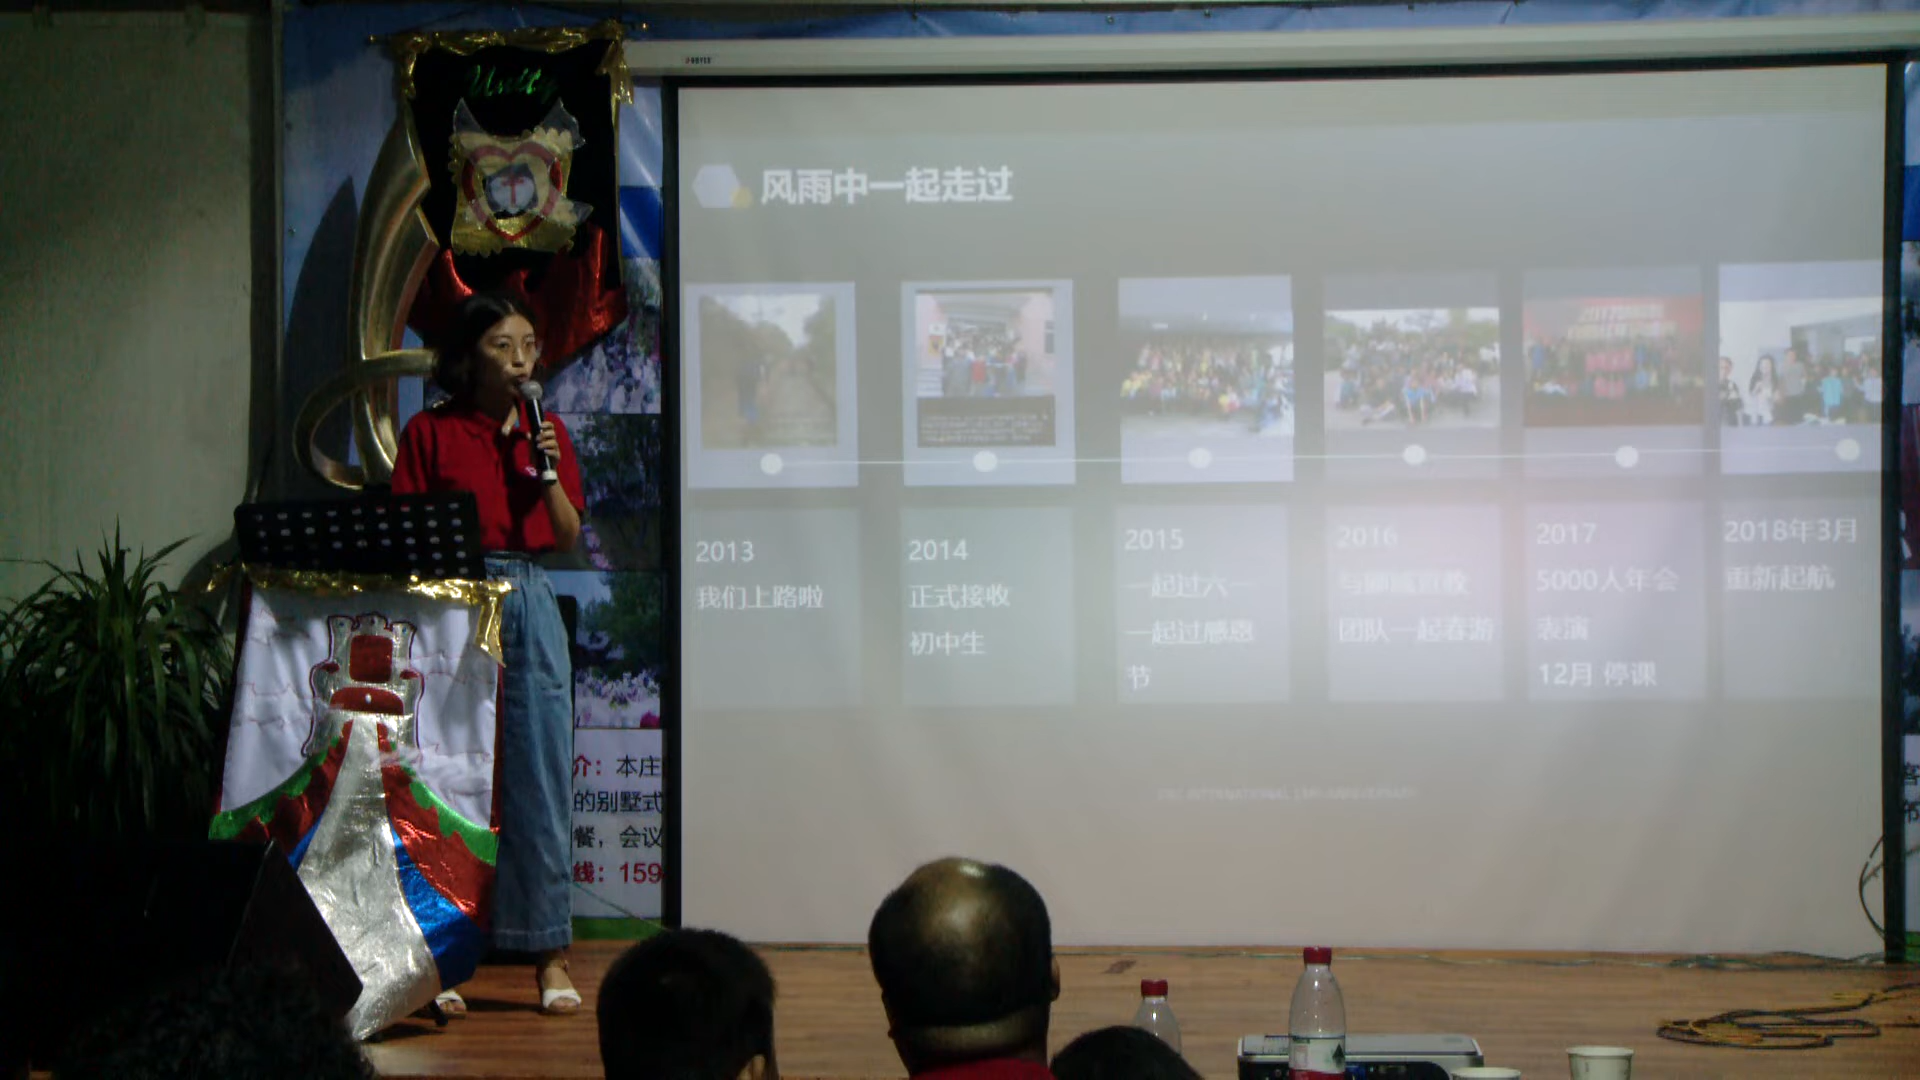 Unity
风雨中一起走过
2013
我们上路啦
2014
正式接收
初中生
2015
一起过六一
一起过感恩
节
2016
团队一起春游
2017
5000人年会
表演
12月 停课
2018年3月
重新起航
介：本庄
的别墅式
餐，会议
线：159